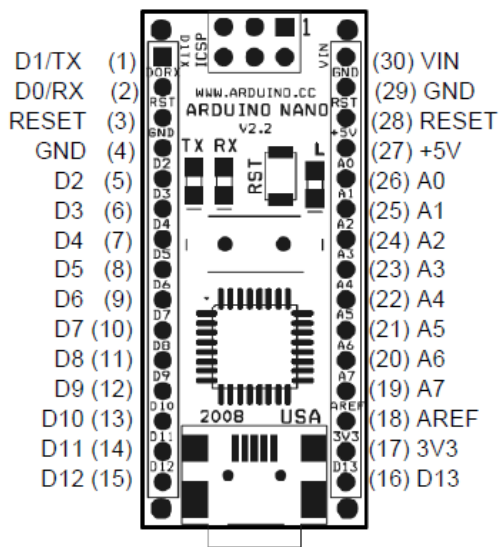 D1/TX (1)
D0/RX (2)
RESET (3)
GND (4)
D2 (5)
D3 (6)
D4 (7)
D5 (8)
D6 (9)
D7 (10)
D8 (11)
D9 (12)
D10 (13)
D11 (14)
D12 (15)
D1TX
DORX
RST
GND
D2
D3
D4
D5
D6
D7
D8
D9
D10
D11
D12
ICSP
1
WWW.ARDUINO.CC
ARDUINO NANO
V2.2
TX RX
RST
L
2008 USA
VIN
GND
RST
+5V
A0
A1
A2
A3
A4
A5
A6
A7
AREF
3V3
D13
(30) VIN
(29) GND
(28) RESET
(27) +5V
(26) A0
(25) A1
(24) A2
(23) A3
(22) A4
(21) A5
(20) A6
(19) A7
(18) AREF
(17) 3V3
(16) D13